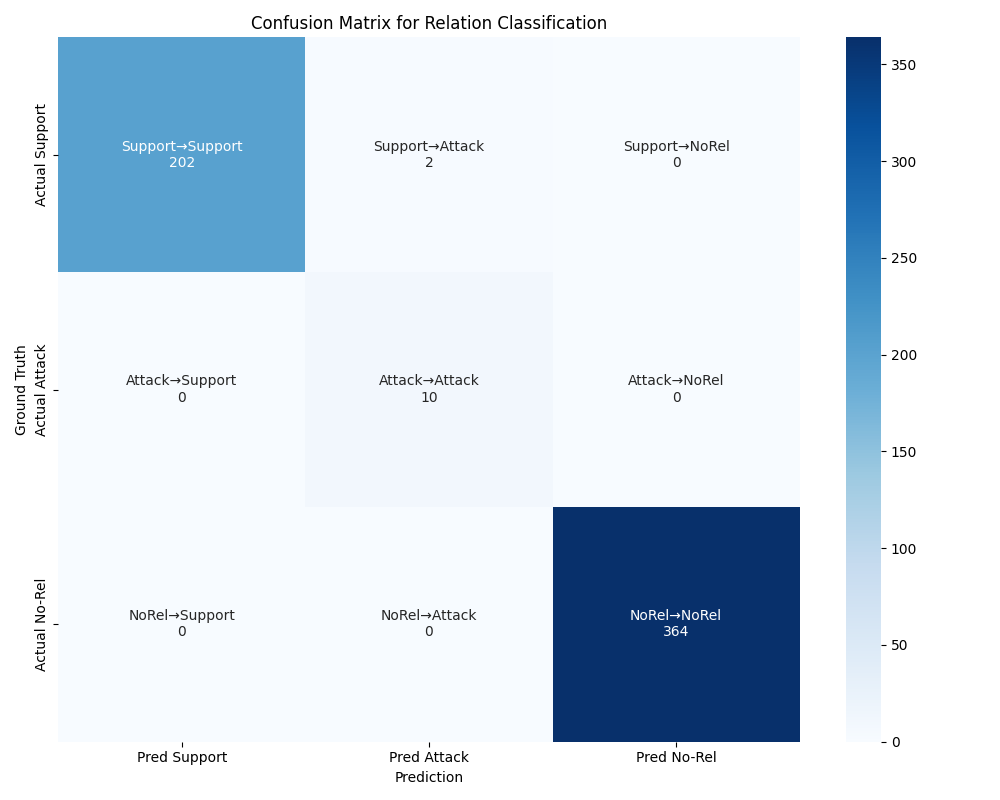 Confusion Matrix for Relation Classification
Ground Truth
Actual Support
Support→Support
202
Support→Attack
2
Support→NoRel
0
Actual Attack
Attack→Support
0
Attack→Attack
10
Attack→NoRel
0
Actual No-Rel
NoRel→Support
0
NoRel→Attack
0
NoRel→NoRel
364
Pred Support
Pred Attack
Pred No-Rel
Prediction
350
300
250
200
150
100
50
0